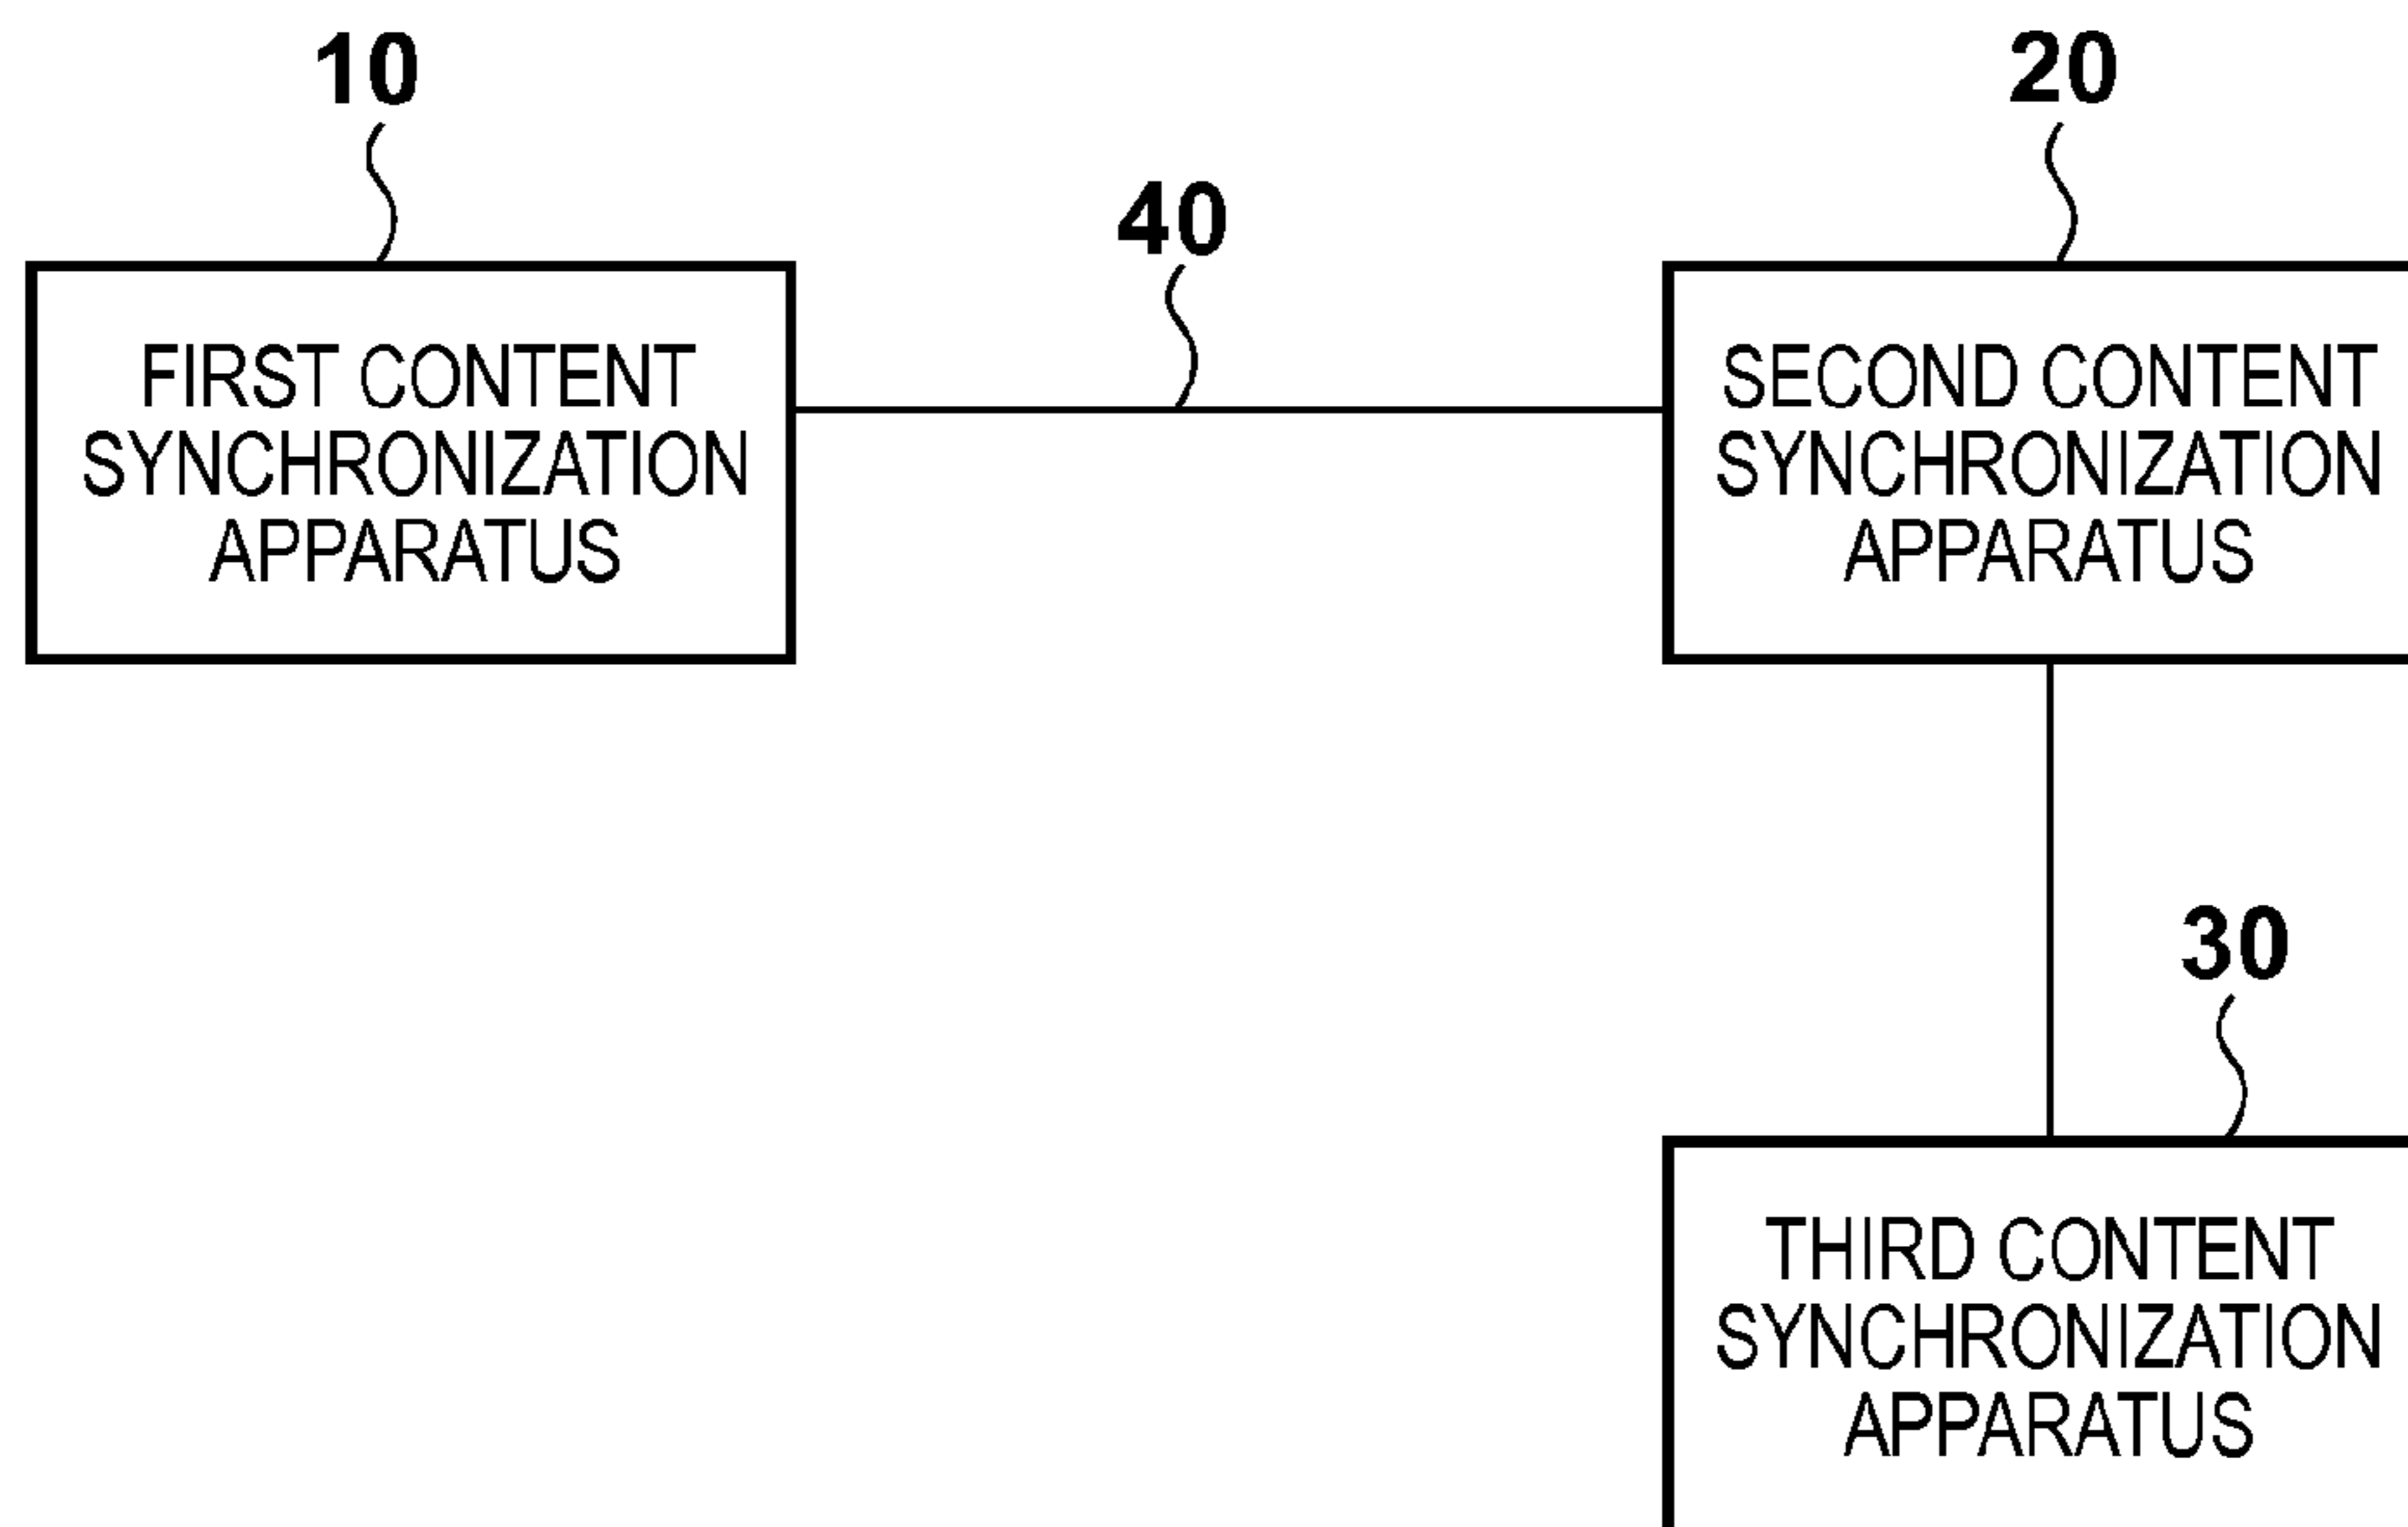 10
20
40
FIRST CONTENT
SYNCHRONIZATION
APPARATUS
SECOND CONTENT
SYNCHRONIZATION
APPARATUS
30
THIRD CONTENT
SYNCHRONIZATION
APPARATUS